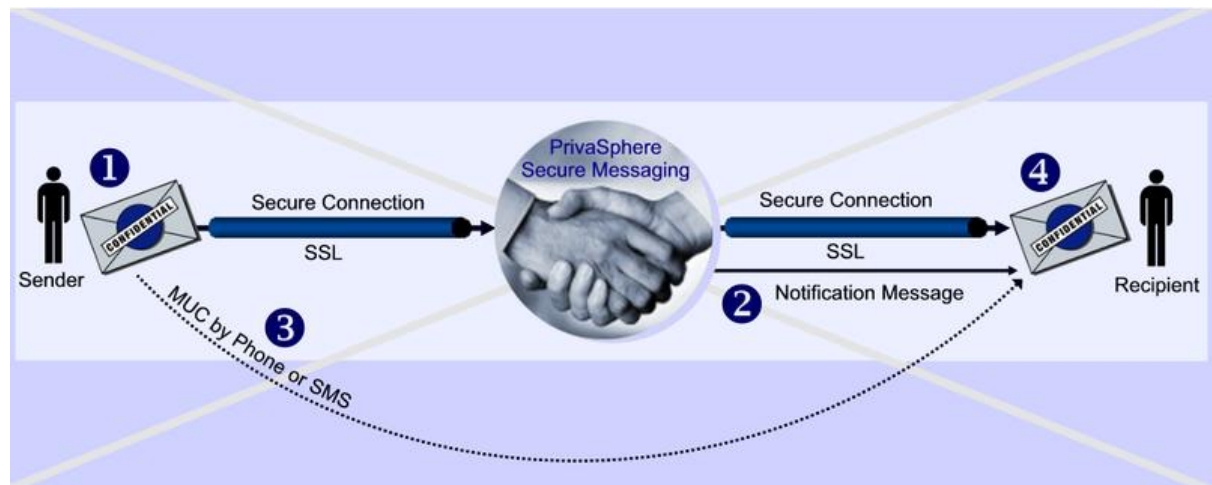 PrivaSphere
Secure Messaging
1
4
CONFIDENTIAL
Secure Connection
SSL
Secure Connection
SSL
CONFIDENTIAL
Sender
Recipient
2
Notification Message
3
MUC by Phone or SMS